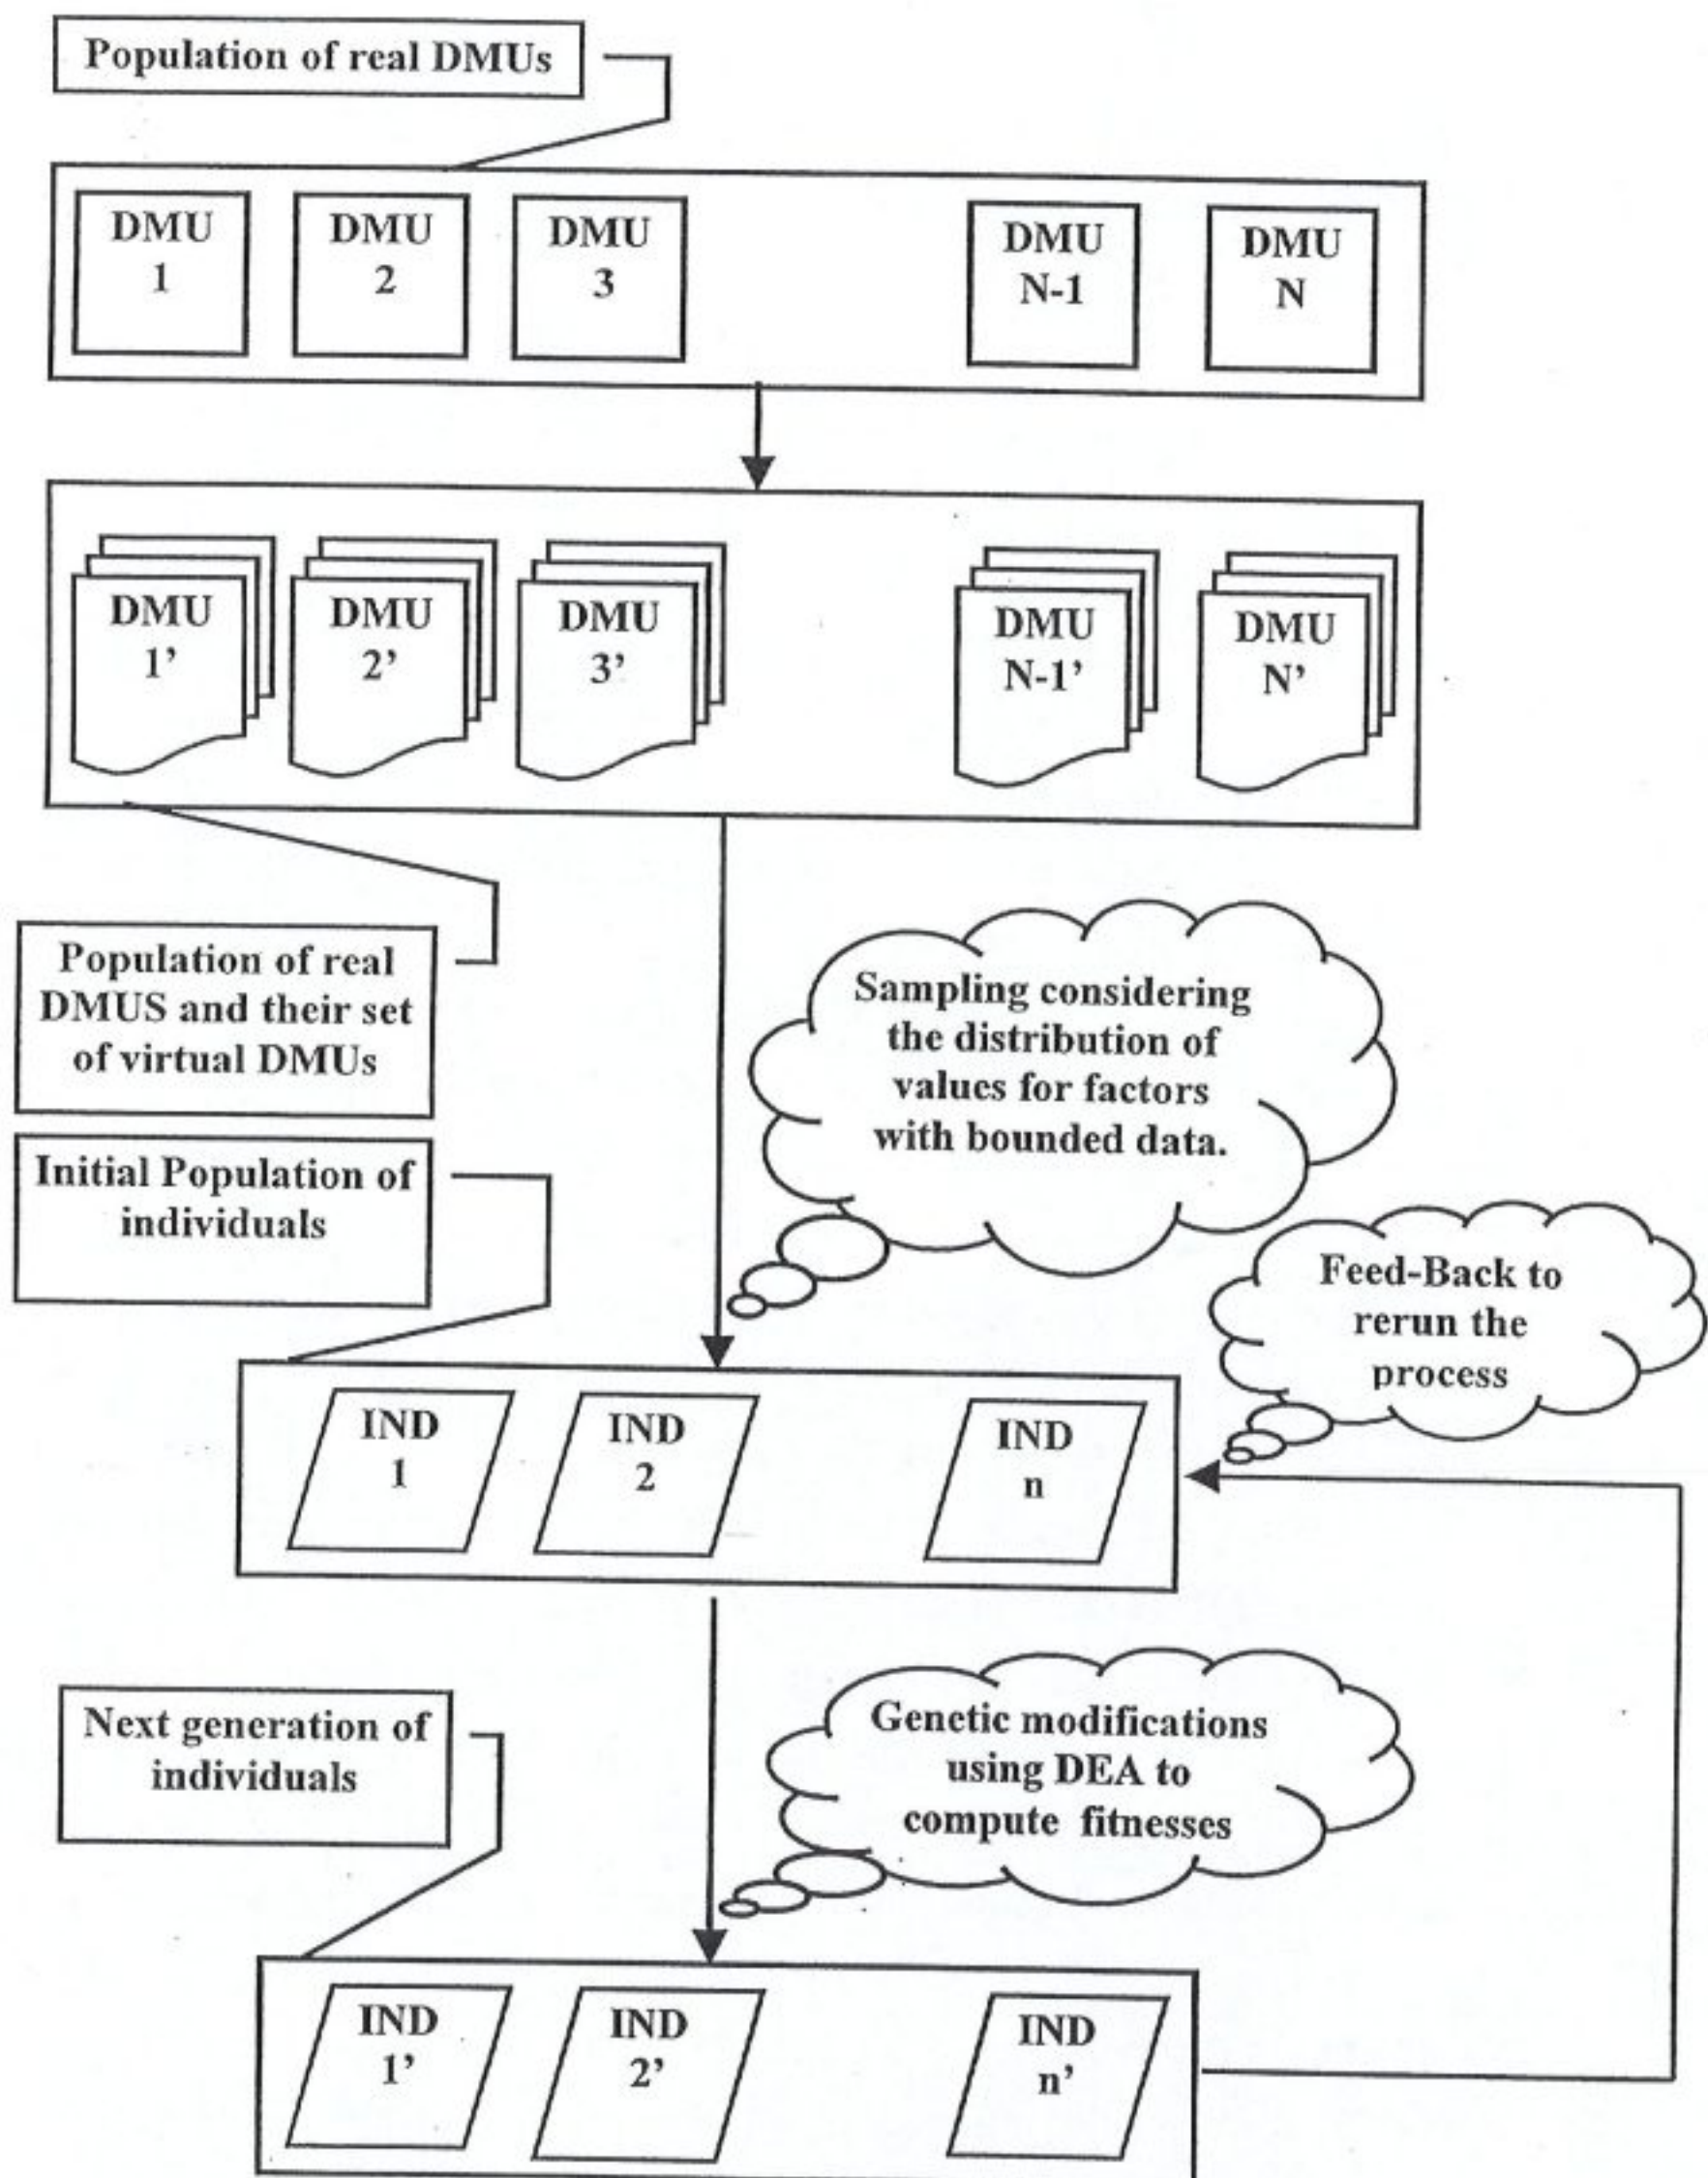 Population of real DMUs
DMU
1
DMU
2
DMU
3
DMU
N-1
DMU
N
DMU
1’
DMU
2’
DMU
3’
DMU
N-1’
DMU
N’
Population of real
DMUS and their set
of virtual DMUs
Sampling considering
the distribution of
values for factors
with bounded data.
Initial Population of
individuals
Feed-Back to
rerun the
process
IND
1
IND
2
IND
n
Next generation of
individuals
Genetic modifications
using DEA to
compute fitnesses
IND
1’
IND
2’
IND
n’